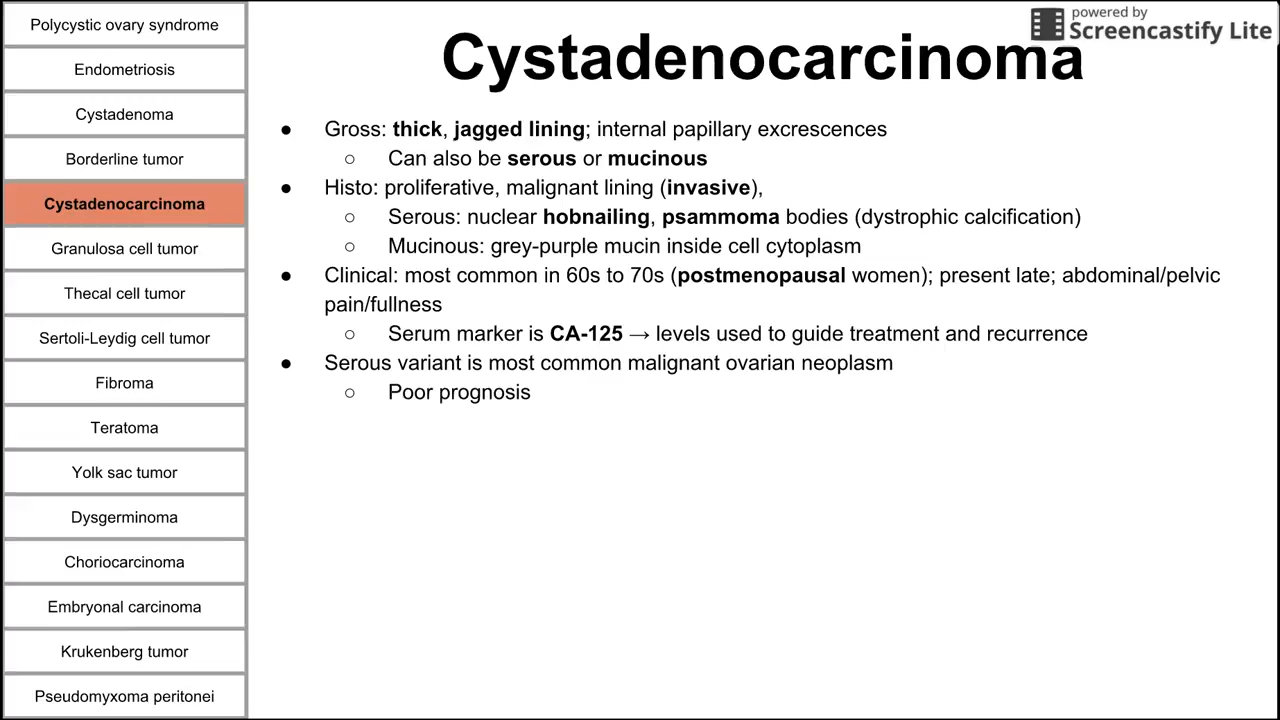 Polycystic ovary syndrome
Endometriosis
Cystadenoma
Borderline tumor
Cystadenocarcinoma
Granulosa cell tumor
Thecal cell tumor
Sertoli-Leydig cell tumor
Fibroma
Teratoma
Yolk sac tumor
Dysgerminoma
Choriocarcinoma
Embryonal carcinoma
Krukenberg tumor
Pseudomyxoma peritonei
powered by
Screencastify Lite
Cystadenocarcinoma
● Gross: thick, jagged lining; internal papillary excrescences
○ Can also be serous or mucinous
● Histo: proliferative, malignant lining (invasive),
○ Serous: nuclear hobnailing, psammoma bodies (dystrophic calcification)
○ Mucinous: grey-purple mucin inside cell cytoplasm
● Clinical: most common in 60s to 70s (postmenopausal women); present late; abdominal/pelvic
pain/fullness
○ Serum marker is CA-125 → levels used to guide treatment and recurrence
● Serous variant is most common malignant ovarian neoplasm
○ Poor prognosis